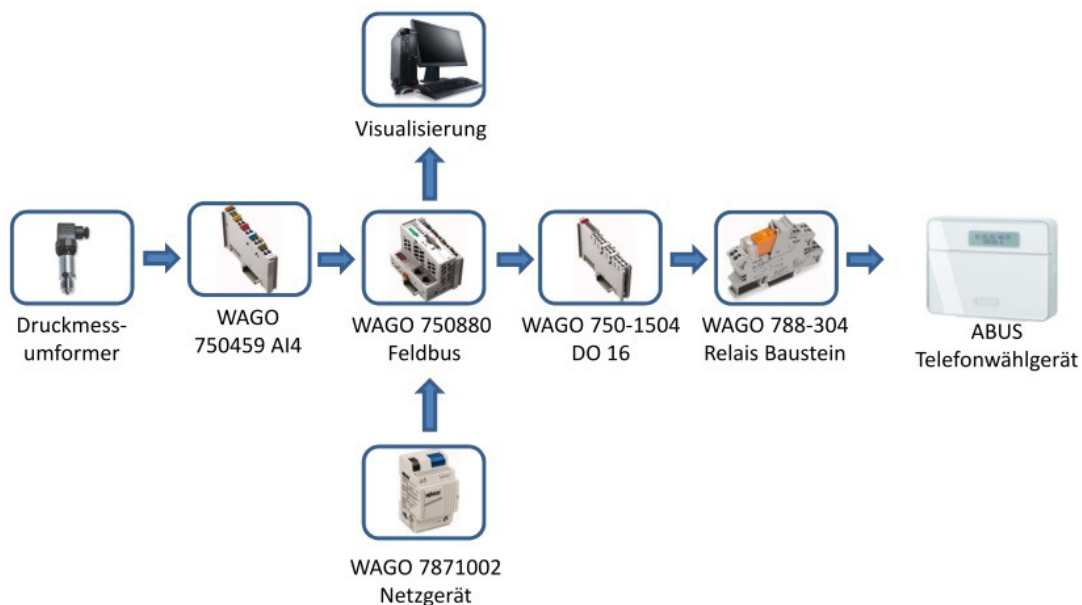 Visualisierung
Druckmess-
umformer
WAGO
750459 AI4
WAGO 750880
Feldbus
WAGO 750-1504
DO 16
WAGO 788-304
Relais Baustein
ABUS
Telefonwählgerät
WAGO 7871002
Netzgerät